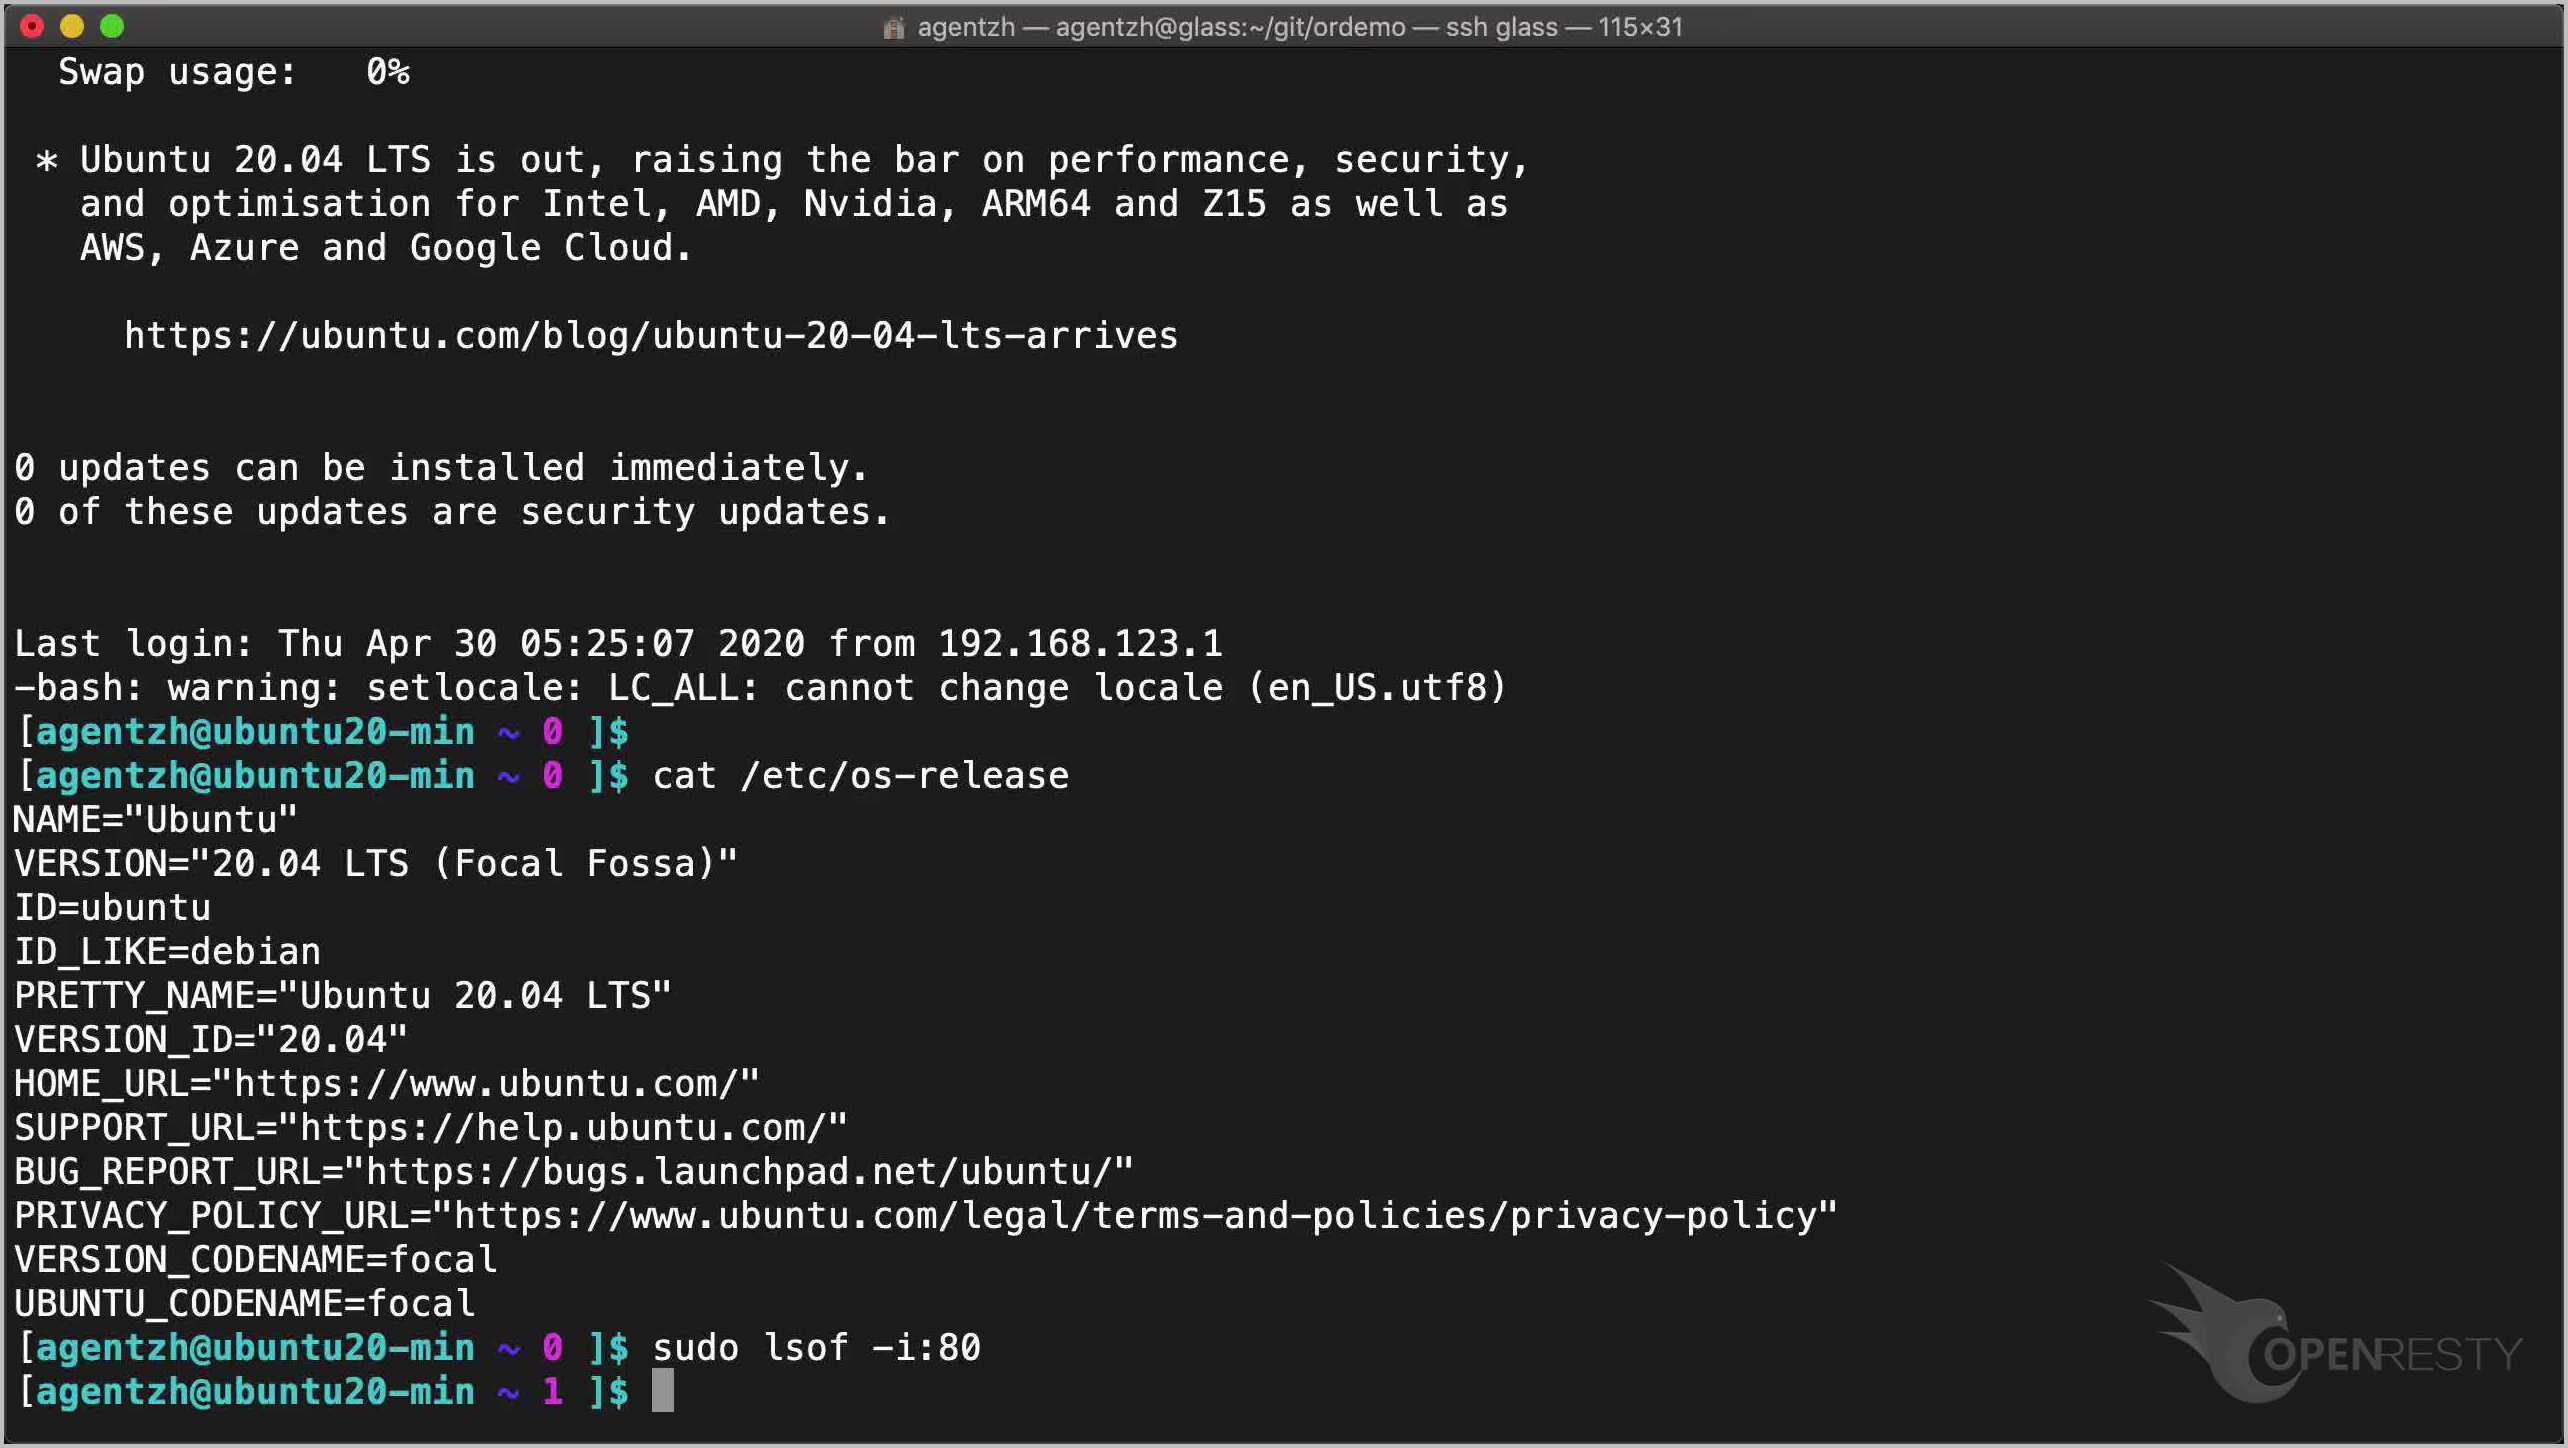 agentzh — agentzh@glass:~/git/ordemo — ssh glass — 115×31
Swap usage:   0%
* Ubuntu 20.04 LTS is out, raising the bar on performance, security,
and optimisation for Intel, AMD, Nvidia, ARM64 and Z15 as well as
AWS, Azure and Google Cloud.
https://ubuntu.com/blog/ubuntu-20-04-lts-arrives
0 updates can be installed immediately.
0 of these updates are security updates.
Last login: Thu Apr 30 05:25:07 2020 from 192.168.123.1
-bash: warning: setlocale: LC_ALL: cannot change locale (en_US.utf8)
[agentzh@ubuntu20-min ~ 0 ]$
[agentzh@ubuntu20-min ~ 0 ]$ cat /etc/os-release
NAME="Ubuntu"
VERSION="20.04 LTS (Focal Fossa)"
ID=ubuntu
ID_LIKE=debian
PRETTY_NAME="Ubuntu 20.04 LTS"
VERSION_ID="20.04"
HOME_URL="https://www.ubuntu.com/"
SUPPORT_URL="https://help.ubuntu.com/"
BUG_REPORT_URL="https://bugs.launchpad.net/ubuntu/"
PRIVACY_POLICY_URL="https://www.ubuntu.com/legal/terms-and-policies/privacy-policy"
VERSION_CODENAME=focal
UBUNTU_CODENAME=focal
[agentzh@ubuntu20-min ~ 0 ]$ sudo lsof -i:80
[agentzh@ubuntu20-min ~ 1 ]$
OPENRESTY